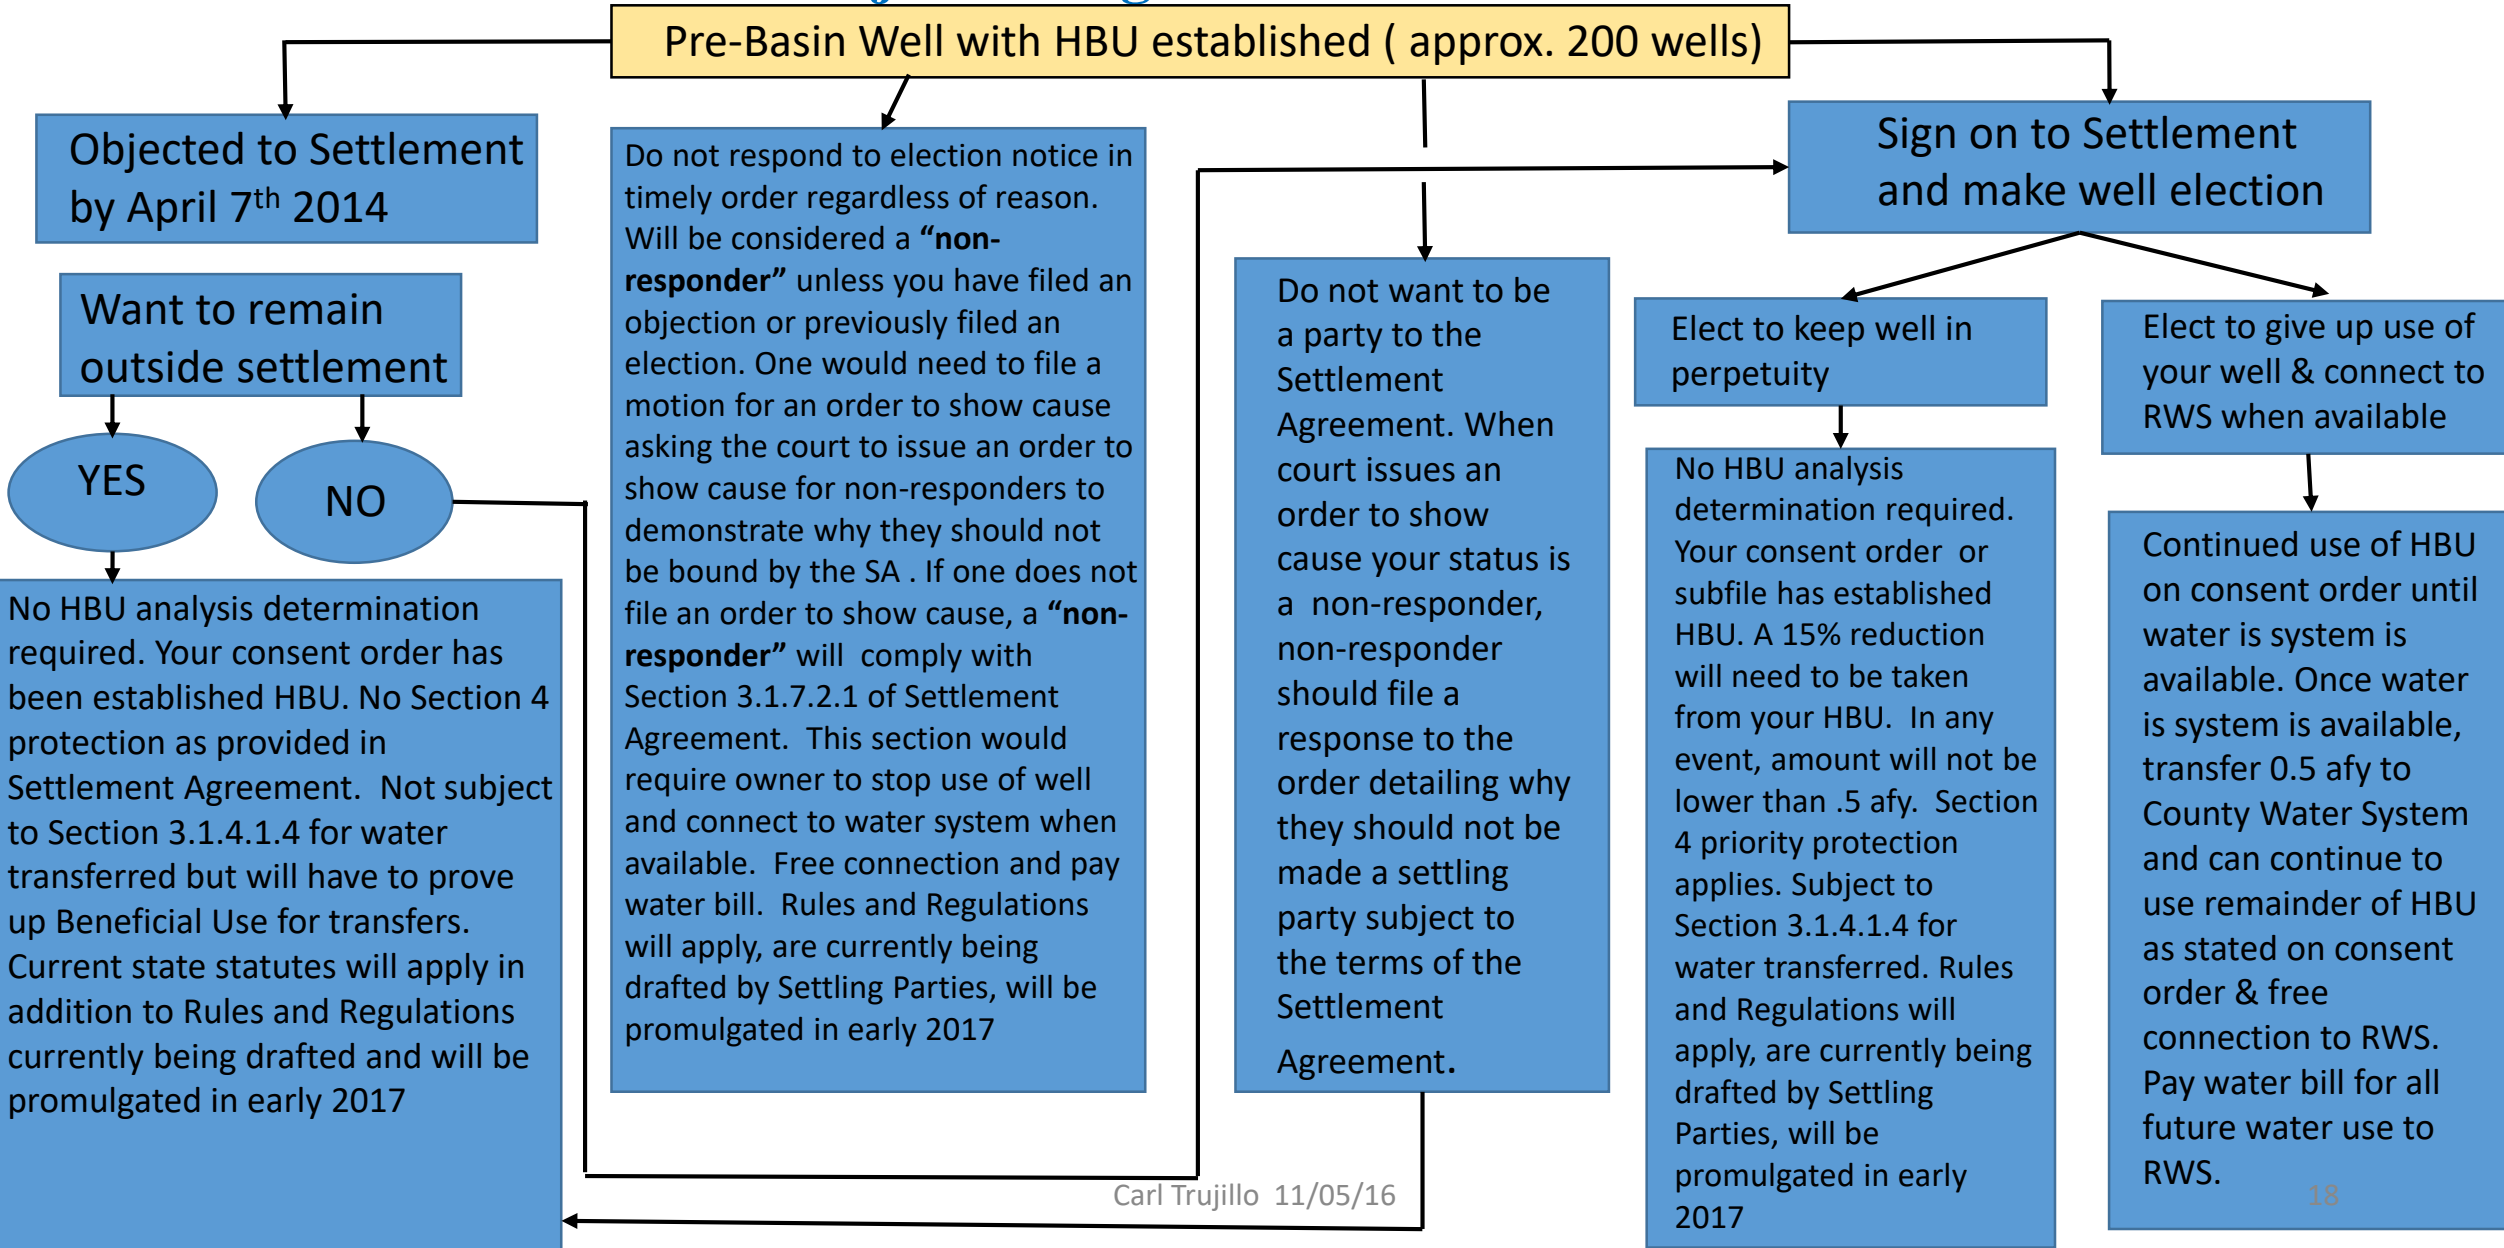 Pre-Basin Well with HBU established ( approx. 200 wells)
Objected to Settlement
by April 7th 2014
Want to remain
outside settlement
YES
NO
No HBU analysis determination
required. Your consent order has
been established HBU. No Section 4
protection as provided in
Settlement Agreement.  Not subject
to Section 3.1.4.1.4 for water
transferred but will have to prove
up Beneficial Use for transfers.
Current state statutes will apply in
addition to Rules and Regulations
currently being drafted and will be
promulgated in early 2017
Do not respond to election notice in
timely order regardless of reason.
Will be considered a “non-
responder” unless you have filed an
objection or previously filed an
election. One would need to file a
motion for an order to show cause
asking the court to issue an order to
show cause for non-responders to
demonstrate why they should not
be bound by the SA . If one does not
file an order to show cause, a “non-
responder” will  comply with
Section 3.1.7.2.1 of Settlement
Agreement.  This section would
require owner to stop use of well
and connect to water system when
available.  Free connection and pay
water bill.  Rules and Regulations
will apply, are currently being
drafted by Settling Parties, will be
promulgated in early 2017
Do not want to be
a party to the
Settlement
Agreement. When
court issues an
order to show
cause your status is
a  non-responder,
non-responder
should file a
response to the
order detailing why
they should not be
made a settling
party subject to
the terms of the
Settlement
Agreement.
Sign on to Settlement
and make well election
Elect to keep well in
perpetuity
No HBU analysis
determination required.
Your consent order  or
subfile has established
HBU. A 15% reduction
will need to be taken
from your HBU.  In any
event, amount will not be
lower than .5 afy.  Section
4 priority protection
applies. Subject to
Section 3.1.4.1.4 for
water transferred. Rules
and Regulations will
apply, are currently being
drafted by Settling
Parties, will be
promulgated in early
2017
Elect to give up use of
your well & connect to
RWS when available
Continued use of HBU
on consent order until
water is system is
available. Once water
is system is available,
transfer 0.5 afy to
County Water System
and can continue to
use remainder of HBU
as stated on consent
order & free
connection to RWS.
Pay water bill for all
future water use to
RWS.
Carl Trujillo  11/05/16
18